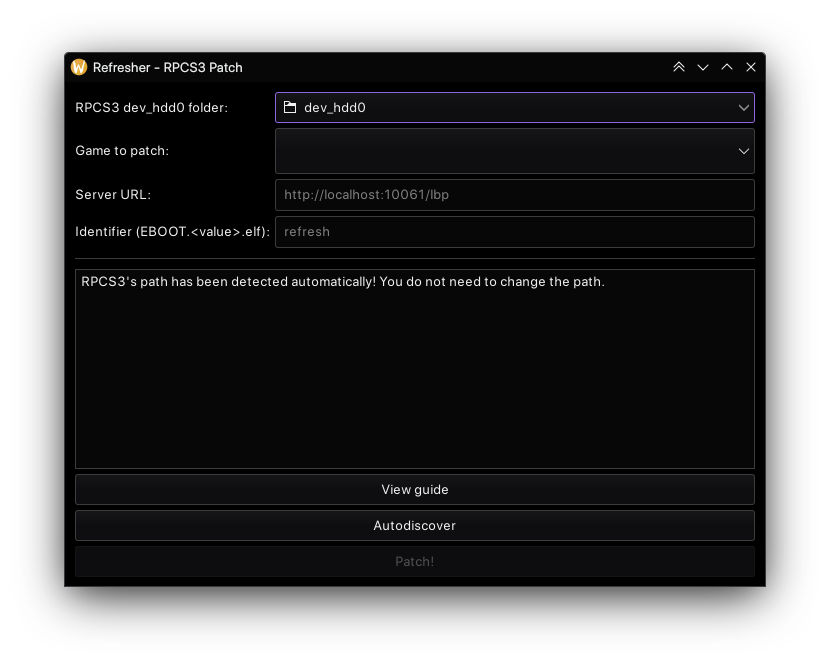 Refresher - RPCS3 Patch
RPCS3 dev_hdd0 folder: dev_hdd0
Game to patch:
Server URL: http://localhost:10061/lbp
Identifier (EBOOT.<value>.elf): refresh
RPCS3's path has been detected automatically! You do not need to change the path.
View guide
Autodiscover
Patch!